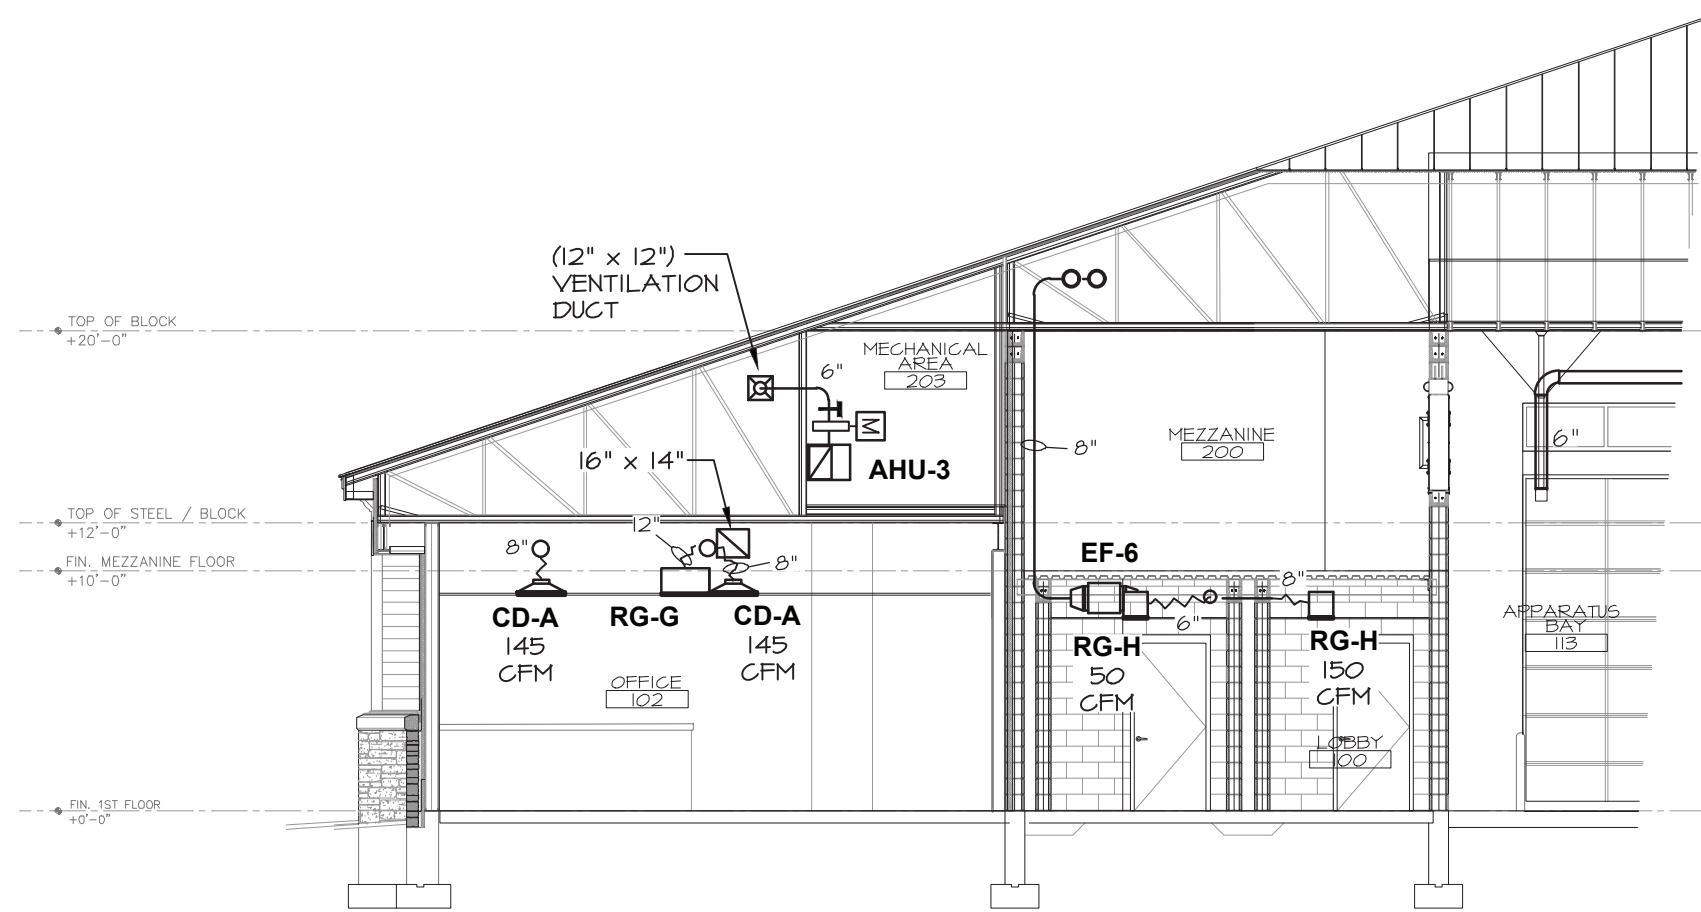 (12" x 12")
VENTILATION
DUCT
TOP OF BLOCK
+20'-0"
MECHANICAL
AREA
203
6"
M
AHU-3
16" x 14"
MEZZANINE
200
8"
6"
TOP OF STEEL / BLOCK
+12'-0"
12"
8"
8"
FIN. MEZZANINE FLOOR
+10'-0"
EF-6
8"
6"
CD-A
145
CFM
RG-G
CD-A
145
CFM
RG-H
50
CFM
RG-H
150
CFM
APPARATUS
BAY
113
OFFICE
102
LOBBY
100
FIN. 1ST FLOOR
+0'-0"